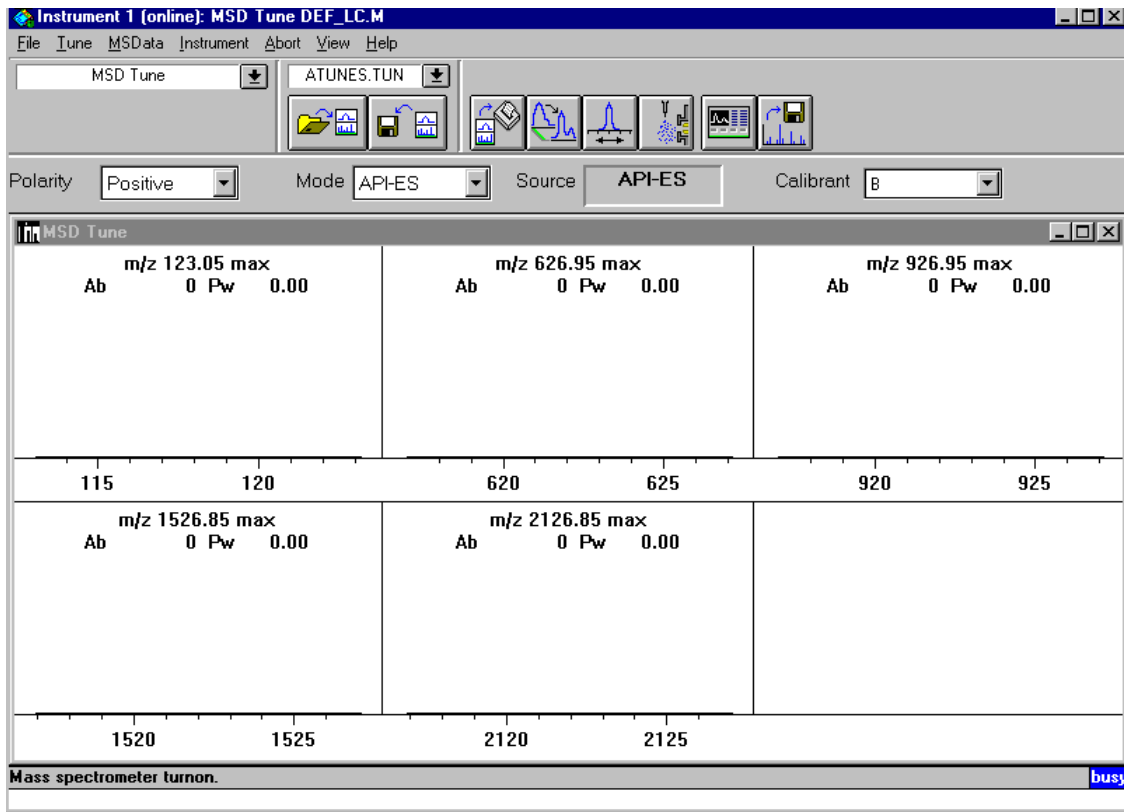 Instrument 1 (online): MSD Tune DEF_LC.M
File Tune MSData Instrument Abort View Help
MSD Tune ATUNES.TUN
Polarity Positive Mode API-ES Source API-ES Calibrant B
MSD Tune
m/z 123.05 max m/z 626.95 max m/z 926.95 max
Ab 0 Pw 0.00 Ab 0 Pw 0.00 Ab 0 Pw 0.00
115 120 620 625 920 925
m/z 1526.85 max m/z 2126.85 max
Ab 0 Pw 0.00 Ab 0 Pw 0.00
1520 1525 2120 2125
Mass spectrometer turnon. busy